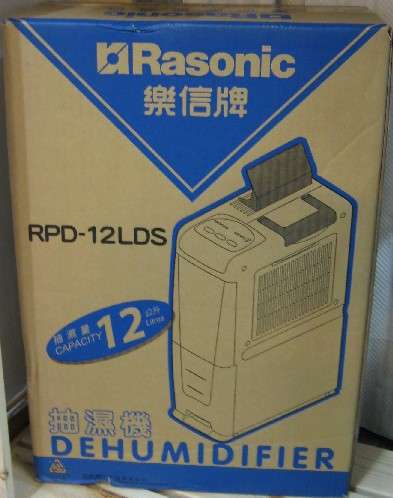 Rasonic
樂信牌
RPD-12LDS
抽濕量
CAPACITY
12
公升
Litres
抽濕機
DEHUMIDIFIER